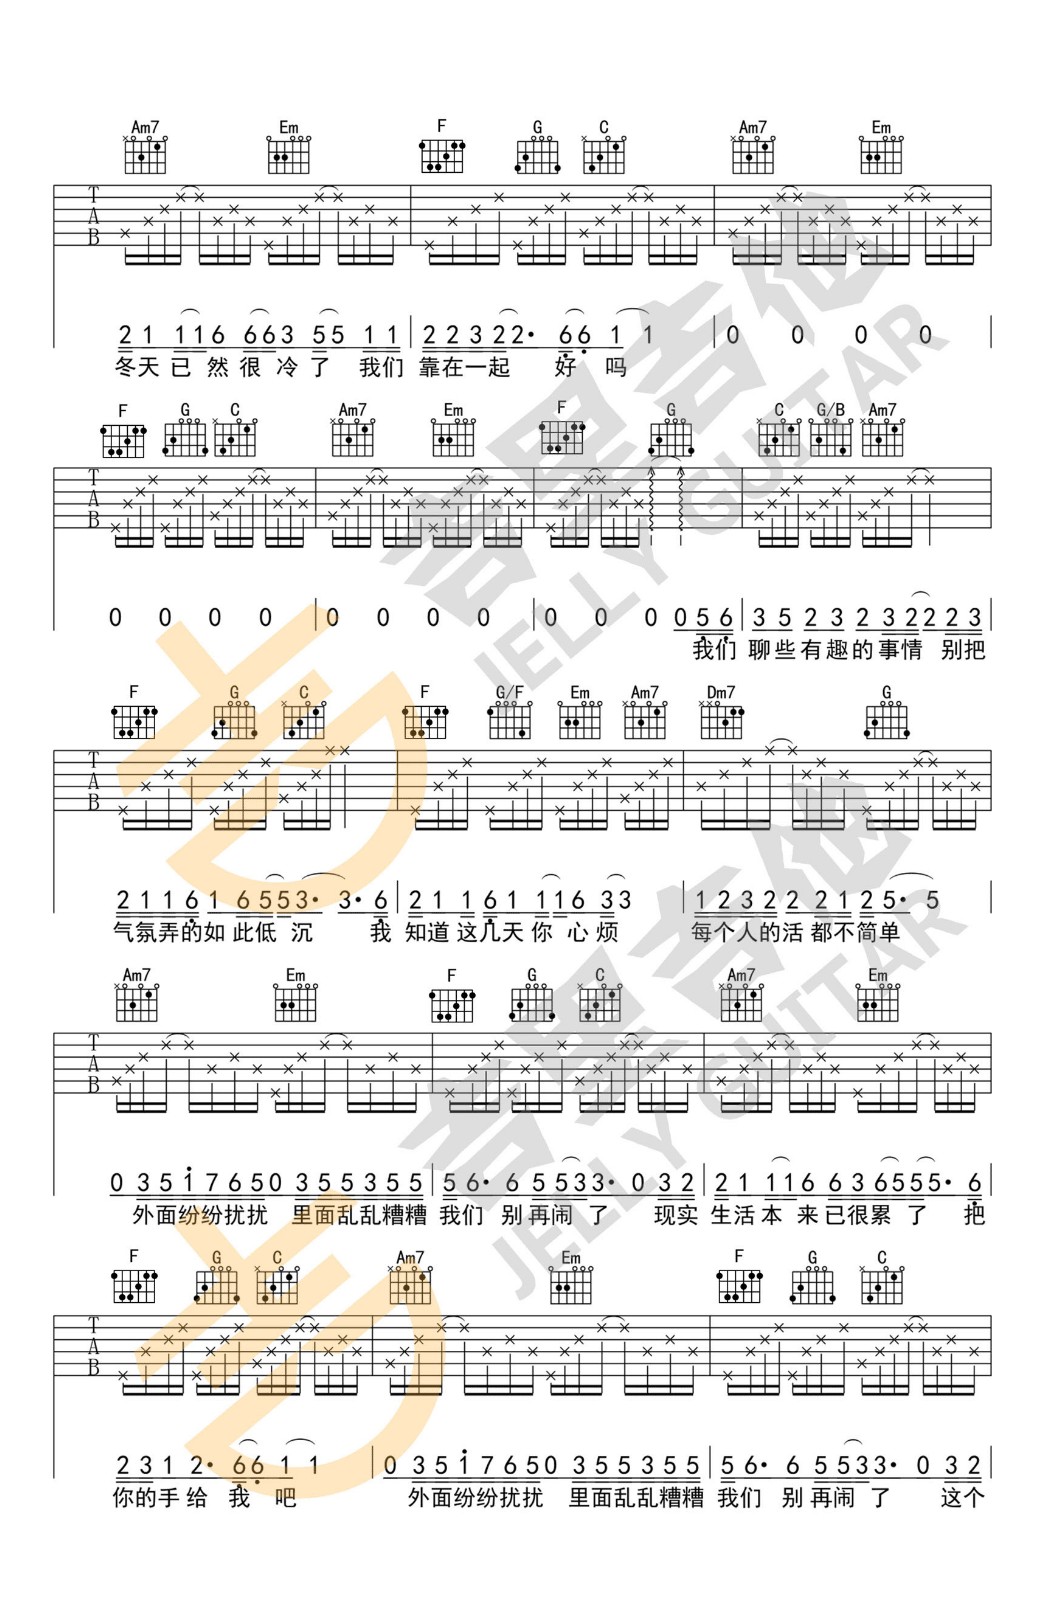 Am7 Em F G C Am7 Em
T
A
B
2 1 1 1 6 6 6 3 5 5 1 1 | 2 2 3 2 2· 6 6 1 1 | 0 0 0 0 |
冬天 已 然 很 冷 了 我们 靠在一起 好 吗
F G C Am7 Em F G C G/B Am7
T
A
B
0 0 0 0 | 0 0 0 0 | 0 0 0 0 5 6 | 3 5 2 3 2 3 2 2 2 3 |
我们 聊些有趣的事情 别把
F G C F G/F Em Am7 Dm7 G
T
A
B
2 1 1 6 1 6 5 5 3· 3· 6 | 2 1 1 6 1 1 1 6 3 3 | 1 2 3 2 2 2 1 2 5· 5 |
气氛弄的如此低 沉 我 知道这几天你 心 烦 每个人的活都不简单
Am7 Em F G C Am7 Em
T
A
B
0 3 5 1 7 6 5 0 3 5 5 3 5 5 | 5 6· 6 5 5 3 3· 0 3 2 | 2 1 1 1 6 6 3 6 5 5 5· 6 |
外面纷纷扰扰 里面乱乱糟糟 我们 别再闹 了 现实 生活本 来已很累 了 把
F G C Am7 Em F G C
T
A
B
2 3 1 2· 6 6 1 1 | 0 3 5 1 7 6 5 0 3 5 5 3 5 5 | 5 6· 6 5 5 3 3· 0 3 2 |
你的手 给 我 吧 外面纷纷扰扰 里面乱乱糟糟 我们 别再闹 了 这个
JELLY GUITAR
JELLY GUITAR